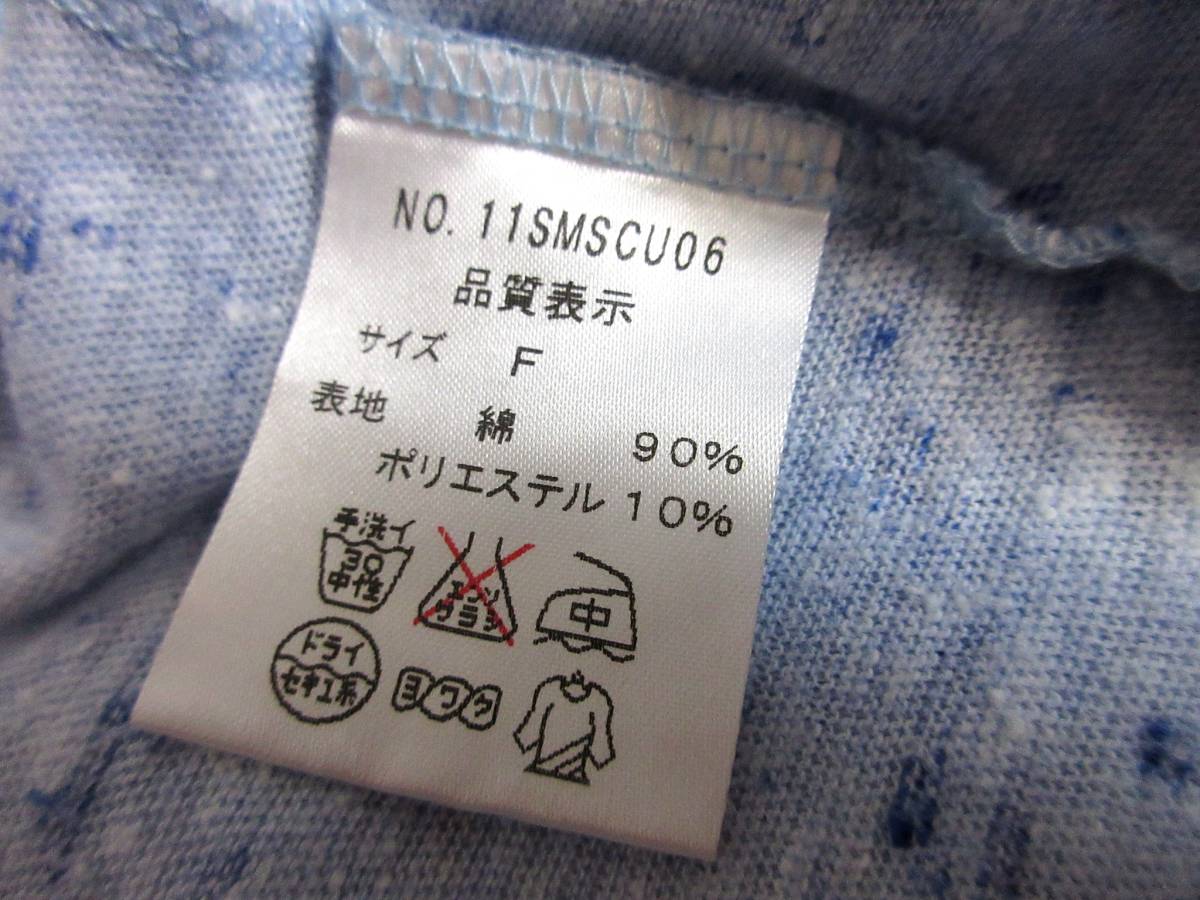 NO. 11SMSCU06
品質表示
サイズ F
表地 綿 90%
ポリエステル 10%
手洗イ
30
中性
エンソ
サラシ
中
ドライ
セキユ系
ヨワク